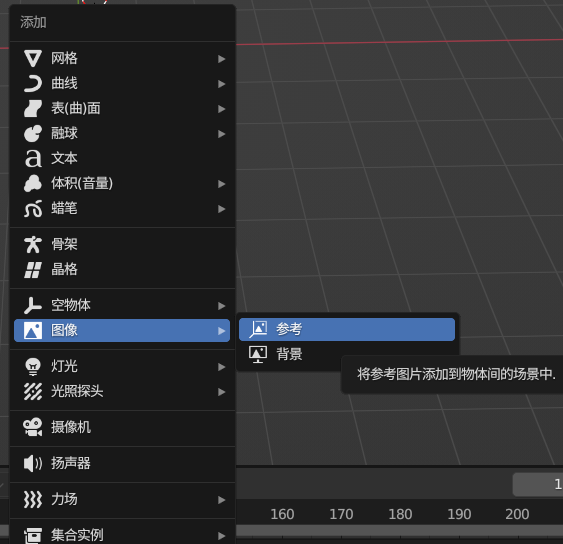 添加
网格
曲线
表(曲)面
融球
文本
体积(音量)
蜡笔
骨架
晶格
空物体
图像
参考
背景
将参考图片添加到物体间的场景中.
灯光
光照探头
摄像机
扬声器
力场
集合实例
1
160 170 180 190 200